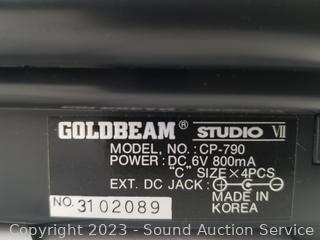 GOLDBEAM® STUDIO VII
MODEL, NO.: CP-790
POWER: DC, 6V 800mA
"C" SIZE×4PCS
EXT. DC JACK:
MADE IN
KOREA
NO. 3102089
Copyright 2023 - Sound Auction Service